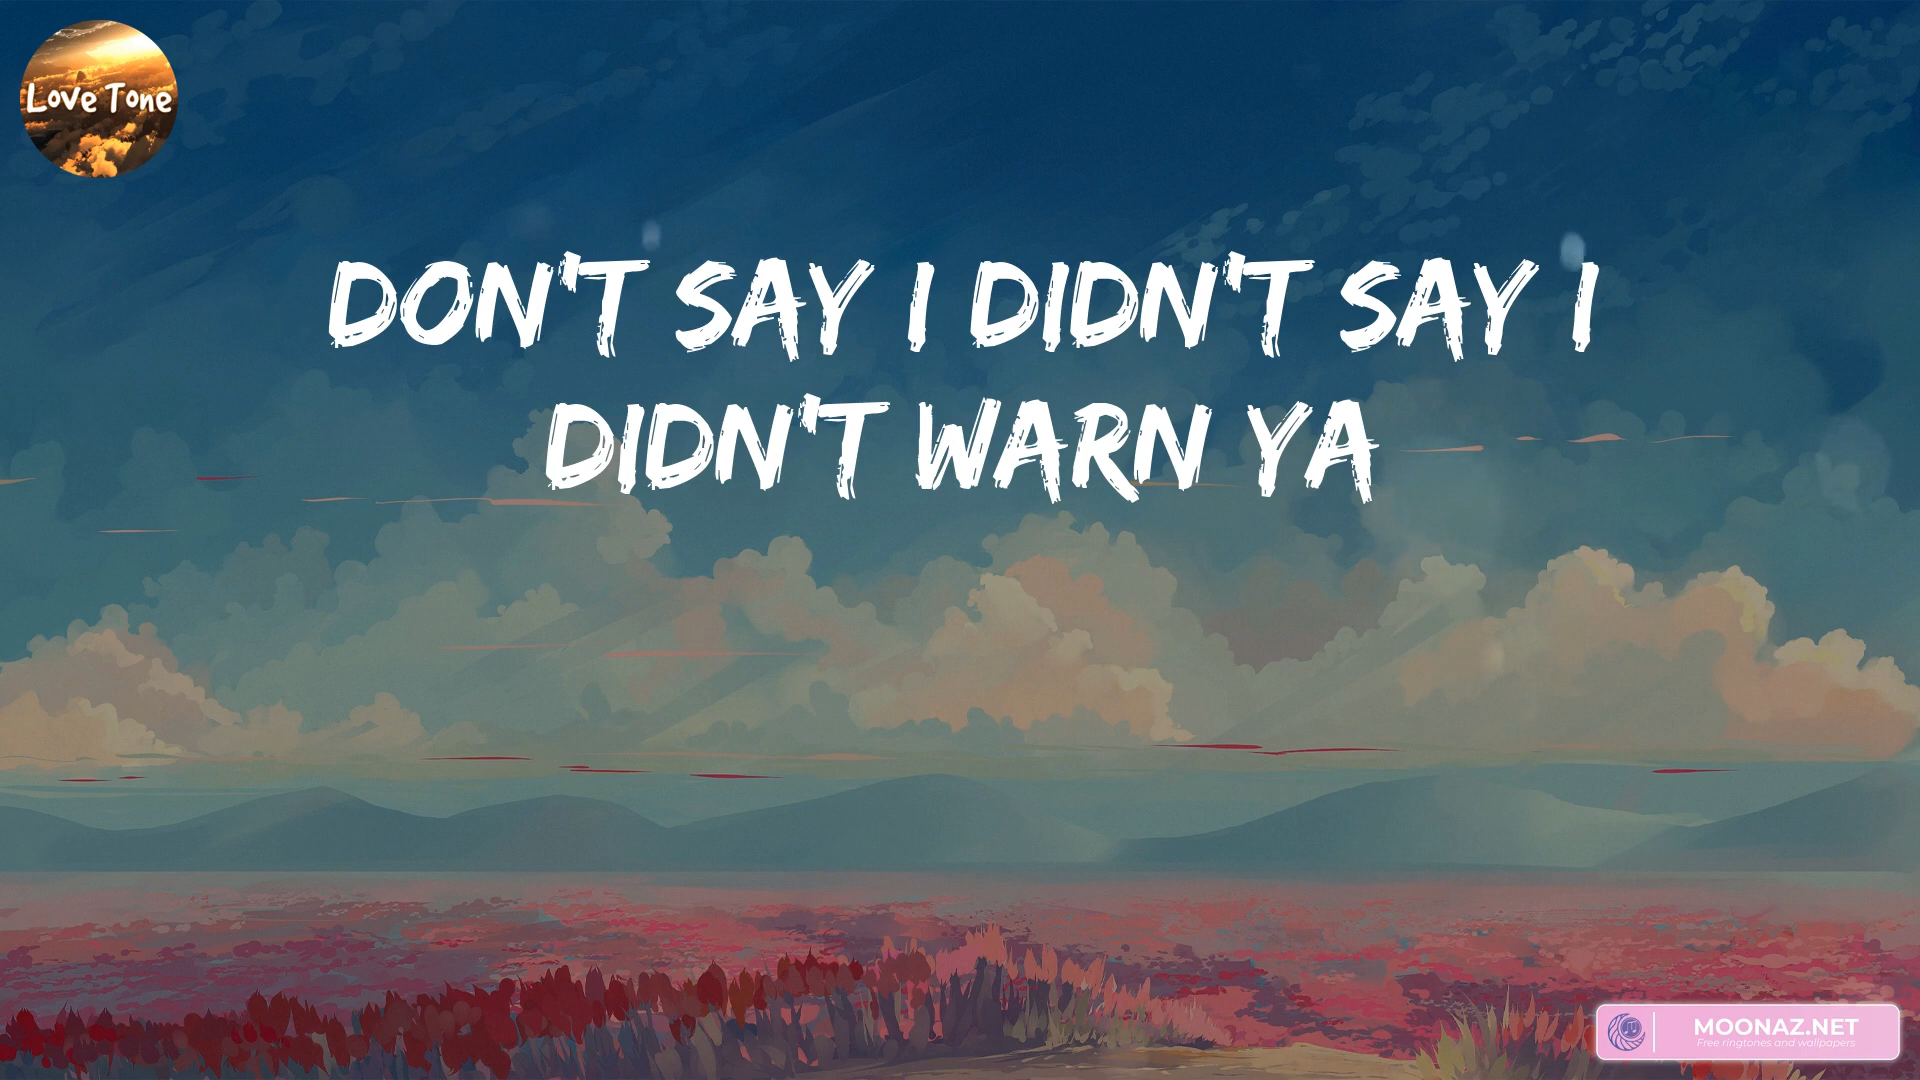 Love Tone
DON'T SAY I DIDN'T SAY I
DIDN'T WARN YA
MOONAZ.NET
Free ringtones and wallpapers